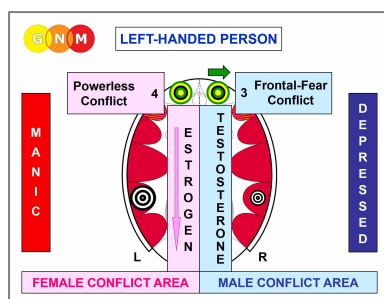 GNM
LEFT-HANDED PERSON
Powerless
Conflict
4
3
Frontal-Fear
Conflict
MANIC
ESTROGEN
TESTOSTERONE
DEPRESSED
L
R
FEMALE CONFLICT AREA
MALE CONFLICT AREA